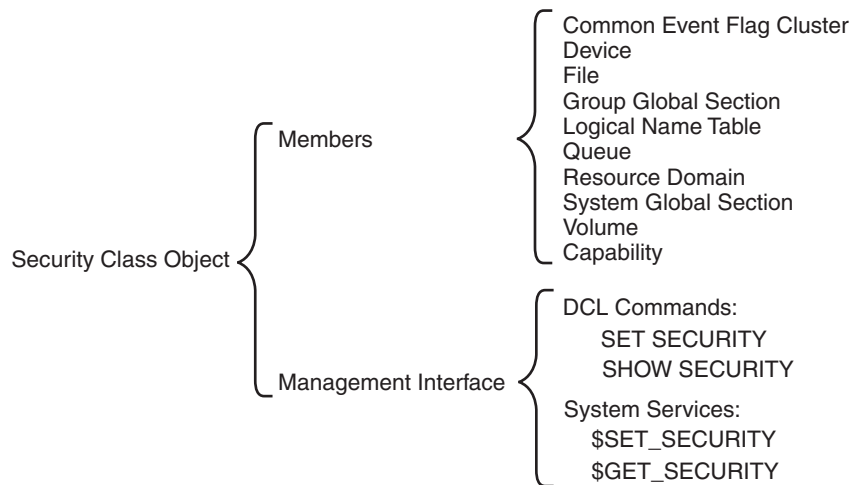 Common Event Flag Cluster
Device
File
Group Global Section
Logical Name Table
Queue
Resource Domain
System Global Section
Volume
Capability
Members
Security Class Object
Management Interface
DCL Commands:
SET SECURITY
SHOW SECURITY
System Services:
$SET_SECURITY
$GET_SECURITY